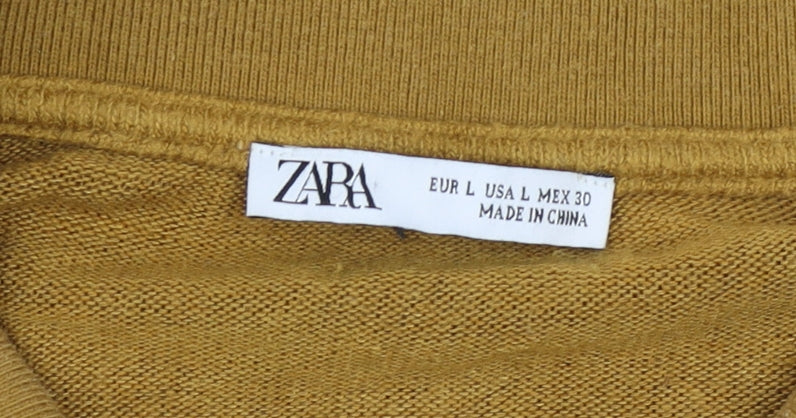 ZARA
EUR L USA L MEX 30
MADE IN CHINA